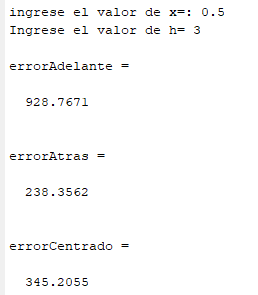 ingrese el valor de x=: 0.5
Ingrese el valor de h= 3
errorAdelante =
928.7671
errorAtras =
238.3562
errorCentrado =
345.2055